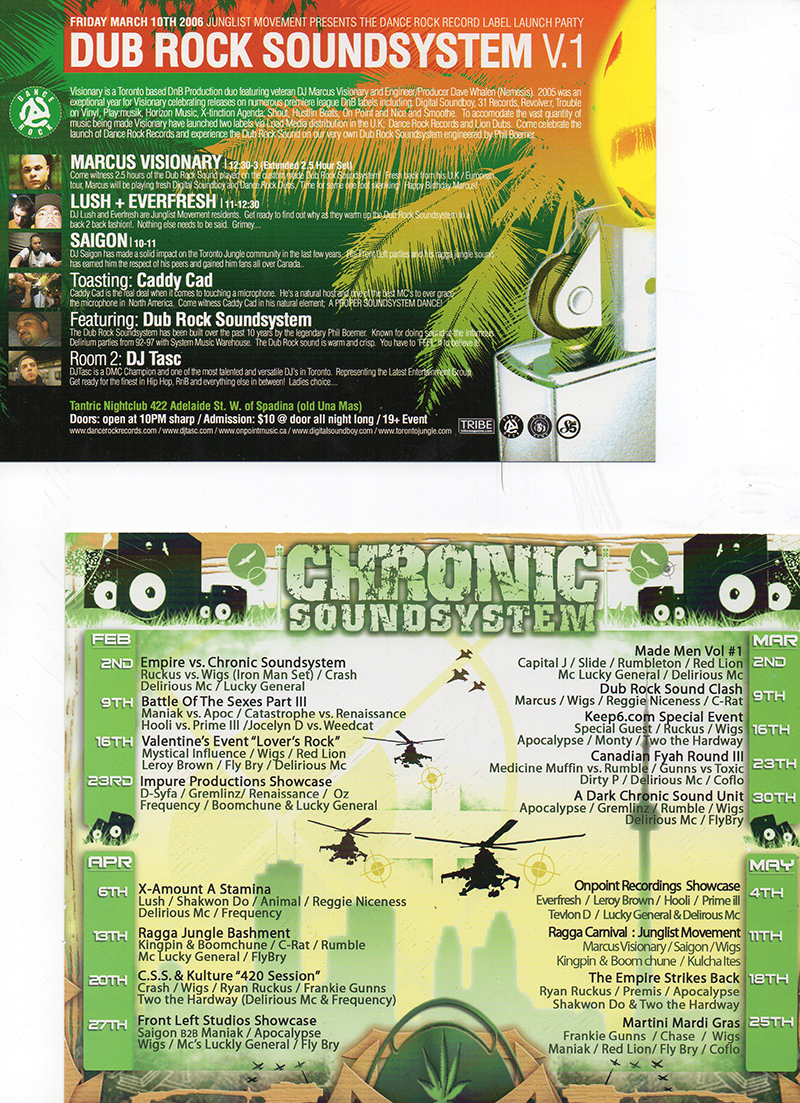 FRIDAY MARCH 10TH 2006 JUNGLIST MOVEMENT PRESENTS THE DANCE ROCK RECORD LABEL LAUNCH PARTY
DUB ROCK SOUNDSYSTEM V.1
Visionary is a Toronto based DnB Production duo featuring veteran DJ Marcus Visionary and Engineer/Producer Dave Whalen (Nemesis). 2005 was an
exeptional year for Visionary celebrating releases on numerous premiere league DnB labels including; Digital Soundboy, 31 Records, Revolve:r, Trouble
on Vinyl, Play:musik, Horizon Music, X-tinction Agenda, Shout, Hustlin Beats, On Point and Nice and Smoothe. To accomodate the vast quantity of
music being made Visionary have launched two labels via Load Media distribution in the U.K; Dance Rock Records and Lion Dubs. Come celebrate the
launch of Dance Rock Records and experience the Dub Rock Sound on our very own Dub Rock Soundsystem engineered by Phil Boerner.
DANCE ROCK
MARCUS VISIONARY | 12:30-3 (Extended 2.5 Hour Set)
Come witness 2.5 hours of the Dub Rock Sound played on the custom made Dub Rock Soundsystem! Fresh back from his U.K / European
tour, Marcus will be playing fresh Digital Soundboy and Dance Rock Dubs. Time for some one foot skanking! Happy Birthday Marcus!
LUSH + EVERFRESH | 11-12:30
DJ Lush and Everfresh are Junglist Movement residents. Get ready to find out why as they warm up the Dub Rock Soundsystem in a
back 2 back fashion!. Nothing else needs to be said. Grimey....
SAIGON | 10-11
DJ Saigon has made a solid impact on the Toronto Jungle community in the last few years. His Front Left parties and his ragga jungle sound
has earned him the respect of his peers and gained him fans all over Canada..
Toasting: Caddy Cad
Caddy Cad is the real deal when it comes to touching a microphone. He's a natural host and one of the best MC's to ever grace
the microphone in North America. Come witness Caddy Cad in his natural element; A PROPER SOUNDSYSTEM DANCE!
Featuring: Dub Rock Soundsystem
The Dub Rock Soundsystem has been built over the past 10 years by the legendary Phil Boerner. Known for doing sound at the infamous
Delirium parties from 92-97 with System Music Warehouse. The Dub Rock sound is warm and crisp. You have to 'FEEL' it to believe it!
Room 2: DJ Tasc
DJTasc is a DMC Champion and one of the most talented and versatile DJ's in Toronto. Representing the Latest Entertainment Group.
Get ready for the finest in Hip Hop, RnB and everything else in between! Ladies choice....
Tantric Nightclub 422 Adelaide St. W. of Spadina (old Una Mas)
Doors: open at 10PM sharp / Admission: $10 @ door all night long / 19+ Event
www.dancerockrecords.com / www.djtasc.com / www.onpointmusic.ca / www.digitalsoundboy.com / www.torontojungle.com
TRIBE
CHRONIC
SOUNDSYSTEM
FEB
2ND Empire vs. Chronic Soundsystem
Ruckus vs. Wigs (Iron Man Set) / Crash
Delirious Mc / Lucky General
9TH Battle Of The Sexes Part III
Maniak vs. Apoc / Catastrophe vs. Renaissance
Hooli vs. Prime III /Jocelyn D vs. Weedcat
16TH Valentine's Event "Lover's Rock"
Mystical Influence / Wigs / Red Lion
Leroy Brown / Fly Bry / Delirious Mc
23RD Impure Productions Showcase
D-Syfa / Gremlinz/ Renaissance / Oz
Frequency / Boomchune & Lucky General
MAR
Made Men Vol #1 2ND
Capital J / Slide / Rumbleton / Red Lion
Mc Lucky General / Delirious Mc
Dub Rock Sound Clash 9TH
Marcus / Wigs / Reggie Niceness / C-Rat
Keep6.com Special Event 16TH
Special Guest / Ruckus / Wigs
Apocalypse / Monty / Two the Hardway
Canadian Fyah Round III 23TH
Medicine Muffin vs. Rumble / Gunns vs Toxic
Dirty P / Delirious Mc / Coflo
A Dark Chronic Sound Unit 30TH
Apocalypse / Gremlinz / Rumble / Wigs
Delirious Mc / FlyBry
APR
6TH X-Amount A Stamina
Lush / Shakwon Do / Animal / Reggie Niceness
Delirious Mc / Frequency
13TH Ragga Jungle Bashment
Kingpin & Boomchune / C-Rat / Rumble
Mc Lucky General / FlyBry
20TH C.S.S. & Kulture "420 Session"
Crash / Wigs / Ryan Ruckus / Frankie Gunns
Two the Hardway (Delirious Mc & Frequency)
27TH Front Left Studios Showcase
Saigon B2B Maniak / Apocalypse
Wigs / Mc's Luckly General / Fly Bry
MAY
Onpoint Recordings Showcase 4TH
Everfresh / Leroy Brown / Hooli / Prime ill
Tevlon D / Lucky General & Delirous Mc
Ragga Carnival : Junglist Movement 11TH
Marcus Visionary / Saigon / Wigs
Kingpin & Boom chune / Kulcha Ites
The Empire Strikes Back 18TH
Ryan Ruckus / Premis / Apocalypse
Shakwon Do & Two the Hardway
Martini Mardi Gras 25TH
Frankie Gunns / Chase / Wigs
Maniak / Red Lion/ Fly Bry / Coflo